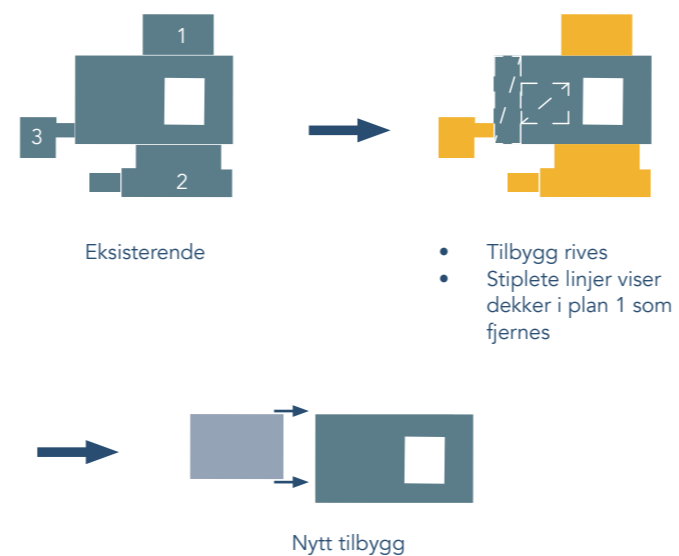 1
3
2
Eksisterende
• Tilbygg rives
• Stiplete linjer viser
dekker i plan 1 som
fjernes
Nytt tilbygg